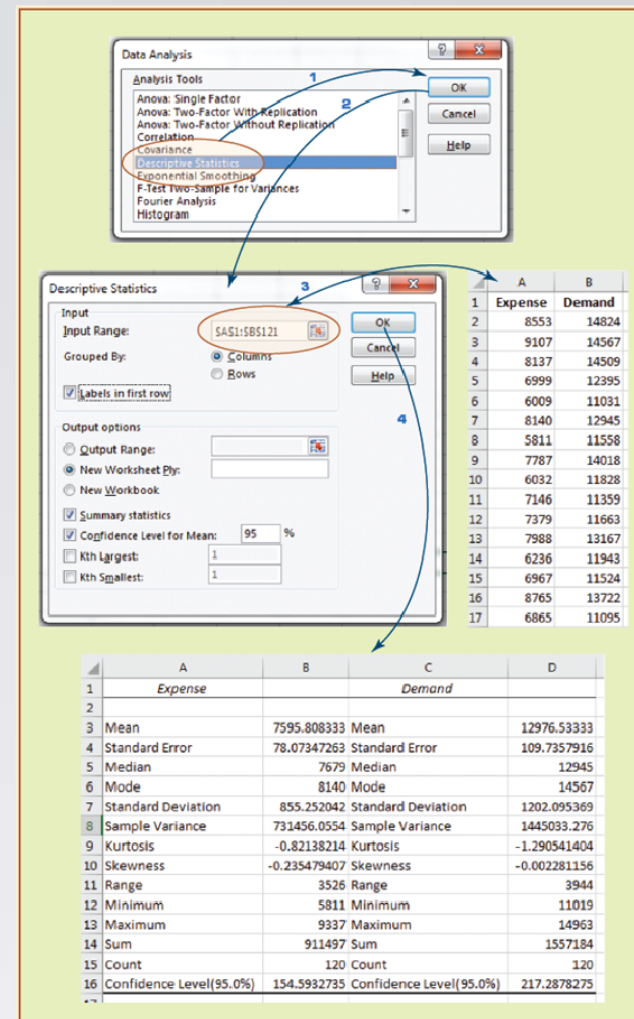 Data Analysis
Analysis Tools
1
OK
Anova: Single Factor
2
Anova: Two-Factor With Replication
Cancel
Anova: Two-Factor Without Replication
Correlation
Covariance
Help
Descriptive Statistics
Exponential Smoothing
F-Test Two-Sample for Variances
Fourier Analysis
Histogram
Descriptive Statistics
3
Input
Input Range:
$A$1:$B$121
OK
Grouped By:
Columns
Cancel
Rows
Help
Labels in first row
4
Output options
Output Range:
New Worksheet Ply:
New Workbook
Summary statistics
Confidence Level for Mean: 95 %
Kth Largest: 1
Kth Smallest: 1
A B
1 Expense Demand
2 8553 14824
3 9107 14567
4 8137 14509
5 6999 12395
6 6009 11031
7 8140 12945
8 5811 11558
9 7787 14018
10 6032 11828
11 7146 11359
12 7379 11663
13 7988 13167
14 6236 11943
15 6967 11524
16 8765 13722
17 6865 11095
A B C D
1 Expense Demand
2
3 Mean 7595.808333 Mean 12976.53333
4 Standard Error 78.07347263 Standard Error 109.7357916
5 Median 7679 Median 12945
6 Mode 8140 Mode 14567
7 Standard Deviation 855.252042 Standard Deviation 1202.095369
8 Sample Variance 731456.0554 Sample Variance 1445033.276
9 Kurtosis -0.82138214 Kurtosis -1.290541404
10 Skewness -0.235479407 Skewness -0.002281156
11 Range 3526 Range 3944
12 Minimum 5811 Minimum 11019
13 Maximum 9337 Maximum 14963
14 Sum 911497 Sum 1557184
15 Count 120 Count 120
16 Confidence Level(95.0%) 154.5932735 Confidence Level(95.0%) 217.2878275